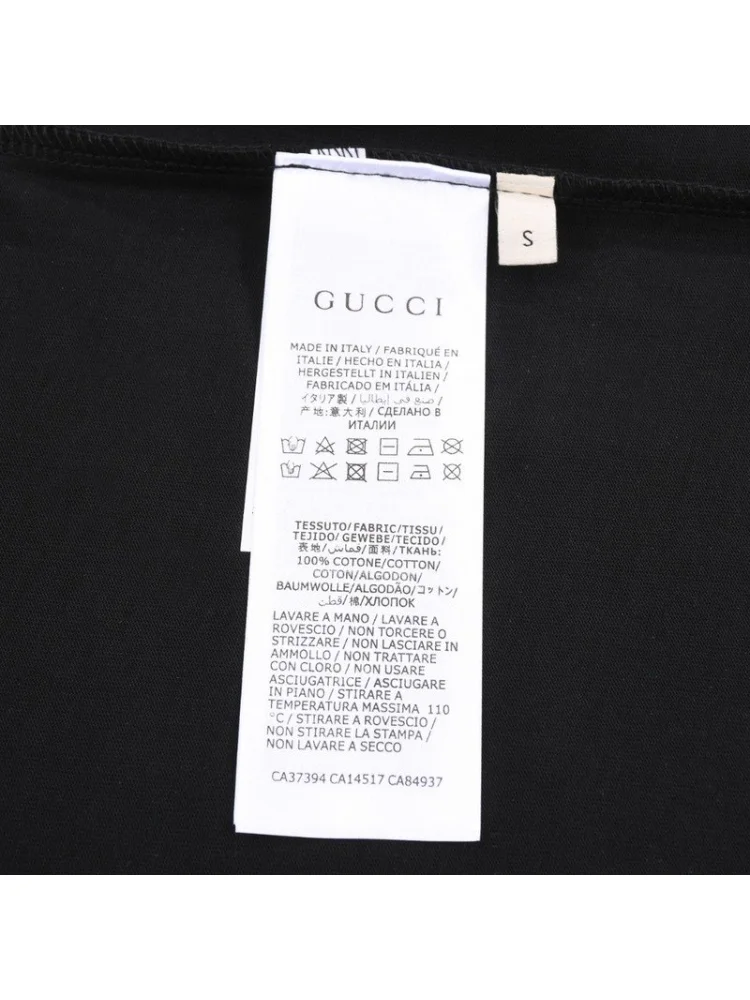 S
GUCCI
MADE IN ITALY / FABRIQUÉ EN
ITALIE / HECHO EN ITALIA /
HERGESTELLT IN ITALIEN /
FABRICADO EM ITÁLIA /
イタリア製 / صنع في إيطاليا /
产地:意大利 / СДЕЛАНО В
ИТАЛИИ
TESSUTO/FABRIC/TISSU/
TEJIDO/ GEWEBE/TECIDO/
表地/قماش/面料/ТКАНЬ:
100% COTONE/COTTON/
COTON/ALGODON/
BAUMWOLLE/ALGODÃO/コットン/
قطن/棉/ХЛОПОК
LAVARE A MANO / LAVARE A
ROVESCIO / NON TORCERE O
STRIZZARE / NON LASCIARE IN
AMMOLLO / NON TRATTARE
CON CLORO / NON USARE
ASCIUGATRICE / ASCIUGARE
IN PIANO / STIRARE A
TEMPERATURA MASSIMA 110
°C / STIRARE A ROVESCIO /
NON STIRARE LA STAMPA /
NON LAVARE A SECCO
CA37394 CA14517 CA84937